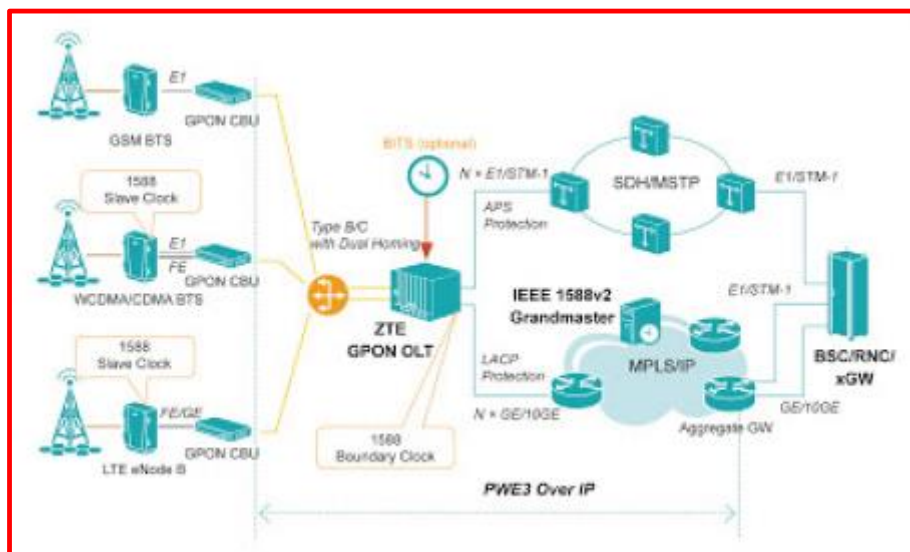 E1
GPON CBU
GSM BTS
BITS (optional)
N × E1/STM-1
SDH/MSTP
E1/STM-1
1588
Slave Clock
APS
Protection
Type B/C
with Dual Homing
E1
FE
GPON CBU
WCDMA/CDMA BTS
IEEE 1588v2
Grandmaster
E1/STM-1
ZTE
GPON OLT
1588
Slave Clock
LACP
Protection
MPLS/IP
BSC/RNC/
xGW
FE/GE
N × GE/10GE
GE/10GE
GPON CBU
Aggregate GW
1588
Boundary Clock
LTE eNode B
PWE3 Over IP